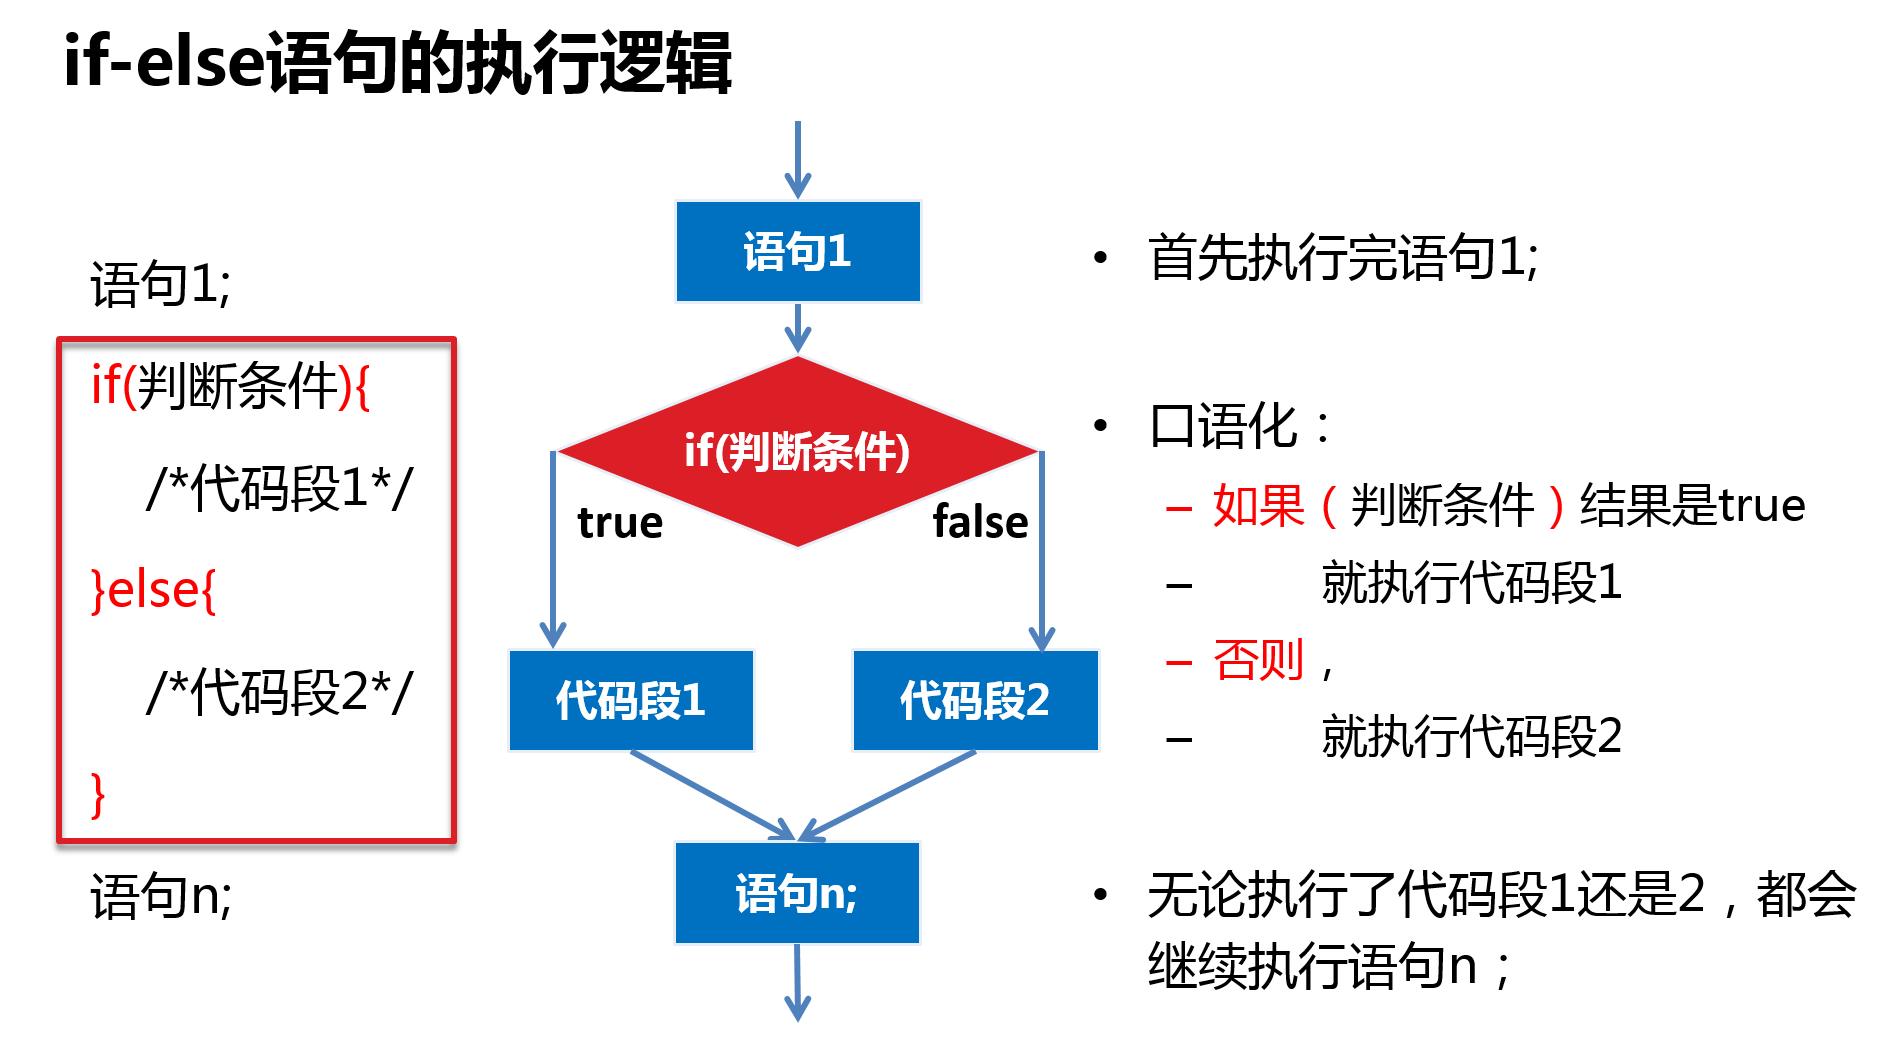 if-else语句的执行逻辑
语句1;
if(判断条件){
/*代码段1*/
}else{
/*代码段2*/
}
语句n;
语句1
if(判断条件)
true
false
代码段1
代码段2
语句n;
• 首先执行完语句1;
• 口语化：
– 如果（判断条件）结果是true
– 就执行代码段1
– 否则，
– 就执行代码段2
• 无论执行了代码段1还是2，都会
继续执行语句n；